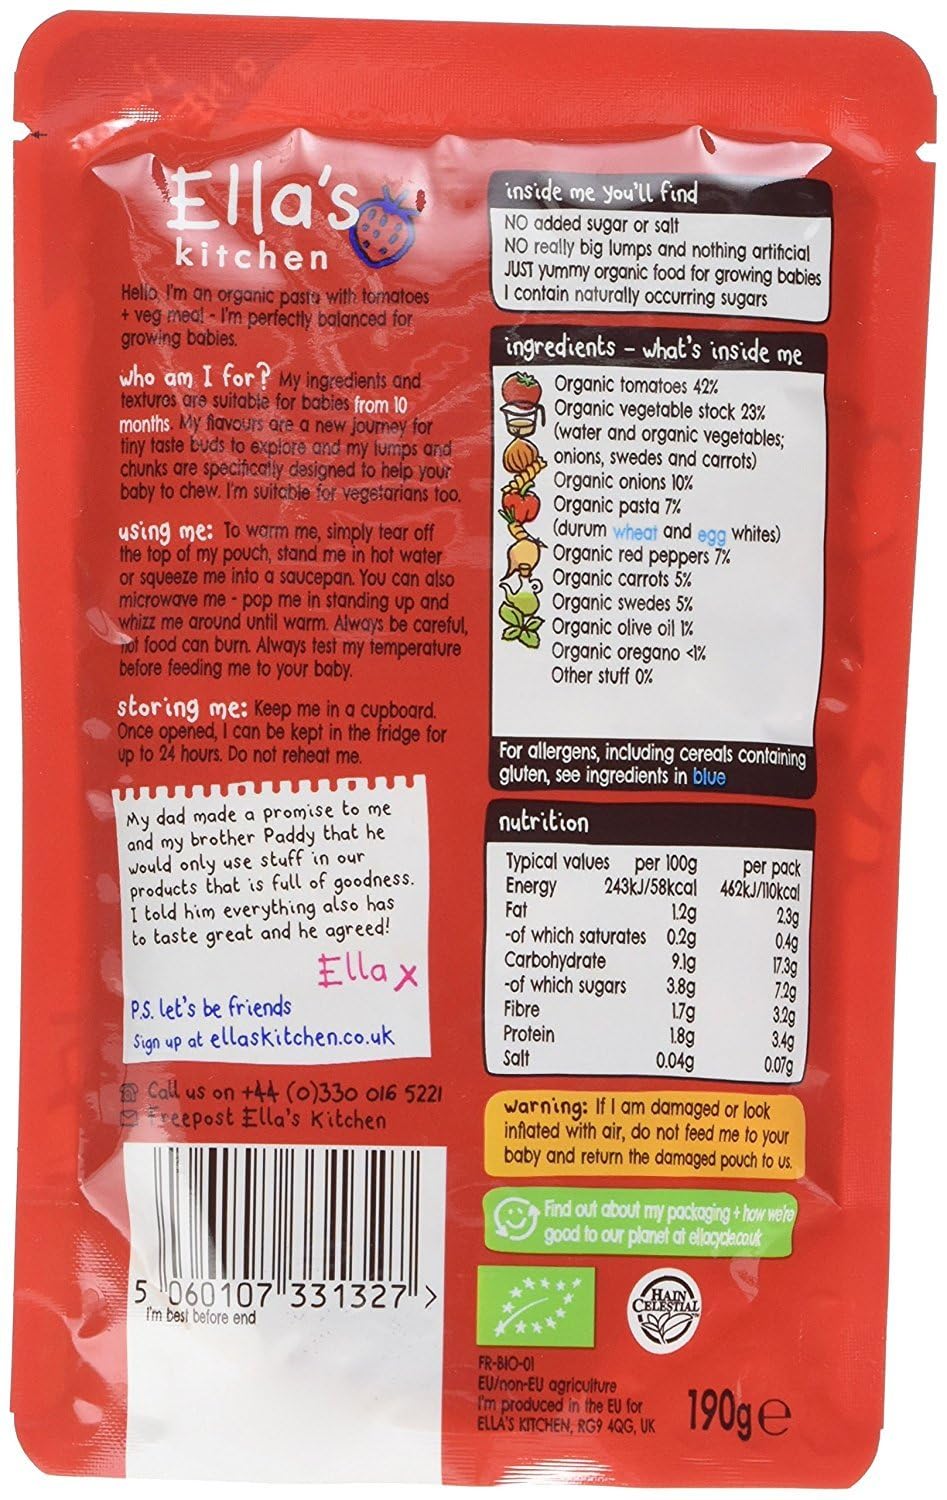 Ella's
kitchen
Hello, I'm an organic pasta with tomatoes
+ veg meal - I'm perfectly balanced for
growing babies.
who am I for? My ingredients and
textures are suitable for babies from 10
months. My flavours are a new journey for
tiny taste buds to explore and my lumps and
chunks are specifically designed to help your
baby to chew. I'm suitable for vegetarians too.
using me: To warm me, simply tear off
the top of my pouch, stand me in hot water
or squeeze me into a saucepan. You can also
microwave me - pop me in standing up and
whizz me around until warm. Always be careful,
hot food can burn. Always test my temperature
before feeding me to your baby.
storing me: Keep me in a cupboard.
Once opened, I can be kept in the fridge for
up to 24 hours. Do not reheat me.
My dad made a promise to me
and my brother Paddy that he
would only use stuff in our
products that is full of goodness.
I told him everything also has
to taste great and he agreed!
Ella x
P.S. let's be friends
Sign up at ellaskitchen.co.uk
Call us on +44 (0)330 016 5221
Freepost Ella's Kitchen
5 060107 331327 >
I'm best before end
inside me you'll find
NO added sugar or salt
NO really big lumps and nothing artificial
JUST yummy organic food for growing babies
I contain naturally occurring sugars
ingredients - what's inside me
Organic tomatoes 42%
Organic vegetable stock 23%
(water and organic vegetables;
onions, swedes and carrots)
Organic onions 10%
Organic pasta 7%
(durum wheat and egg whites)
Organic red peppers 7%
Organic carrots 5%
Organic swedes 5%
Organic olive oil 1%
Organic oregano <1%
Other stuff 0%
For allergens, including cereals containing
gluten, see ingredients in blue
nutrition
Typical values per 100g per pack
Energy 243kJ/58kcal 462kJ/110kcal
Fat 1.2g 2.3g
-of which saturates 0.2g 0.4g
Carbohydrate 9.1g 17.3g
-of which sugars 3.8g 7.2g
Fibre 1.7g 3.2g
Protein 1.8g 3.4g
Salt 0.04g 0.07g
warning: If I am damaged or look
inflated with air, do not feed me to your
baby and return the damaged pouch to us.
Find out about my packaging + how we're
good to our planet at ellacycle.co.uk
HAIN
CELESTIAL
FR-BIO-01
EU/non-EU agriculture
I'm produced in the EU for
ELLA'S KITCHEN, RG9 4QG, UK
190g e